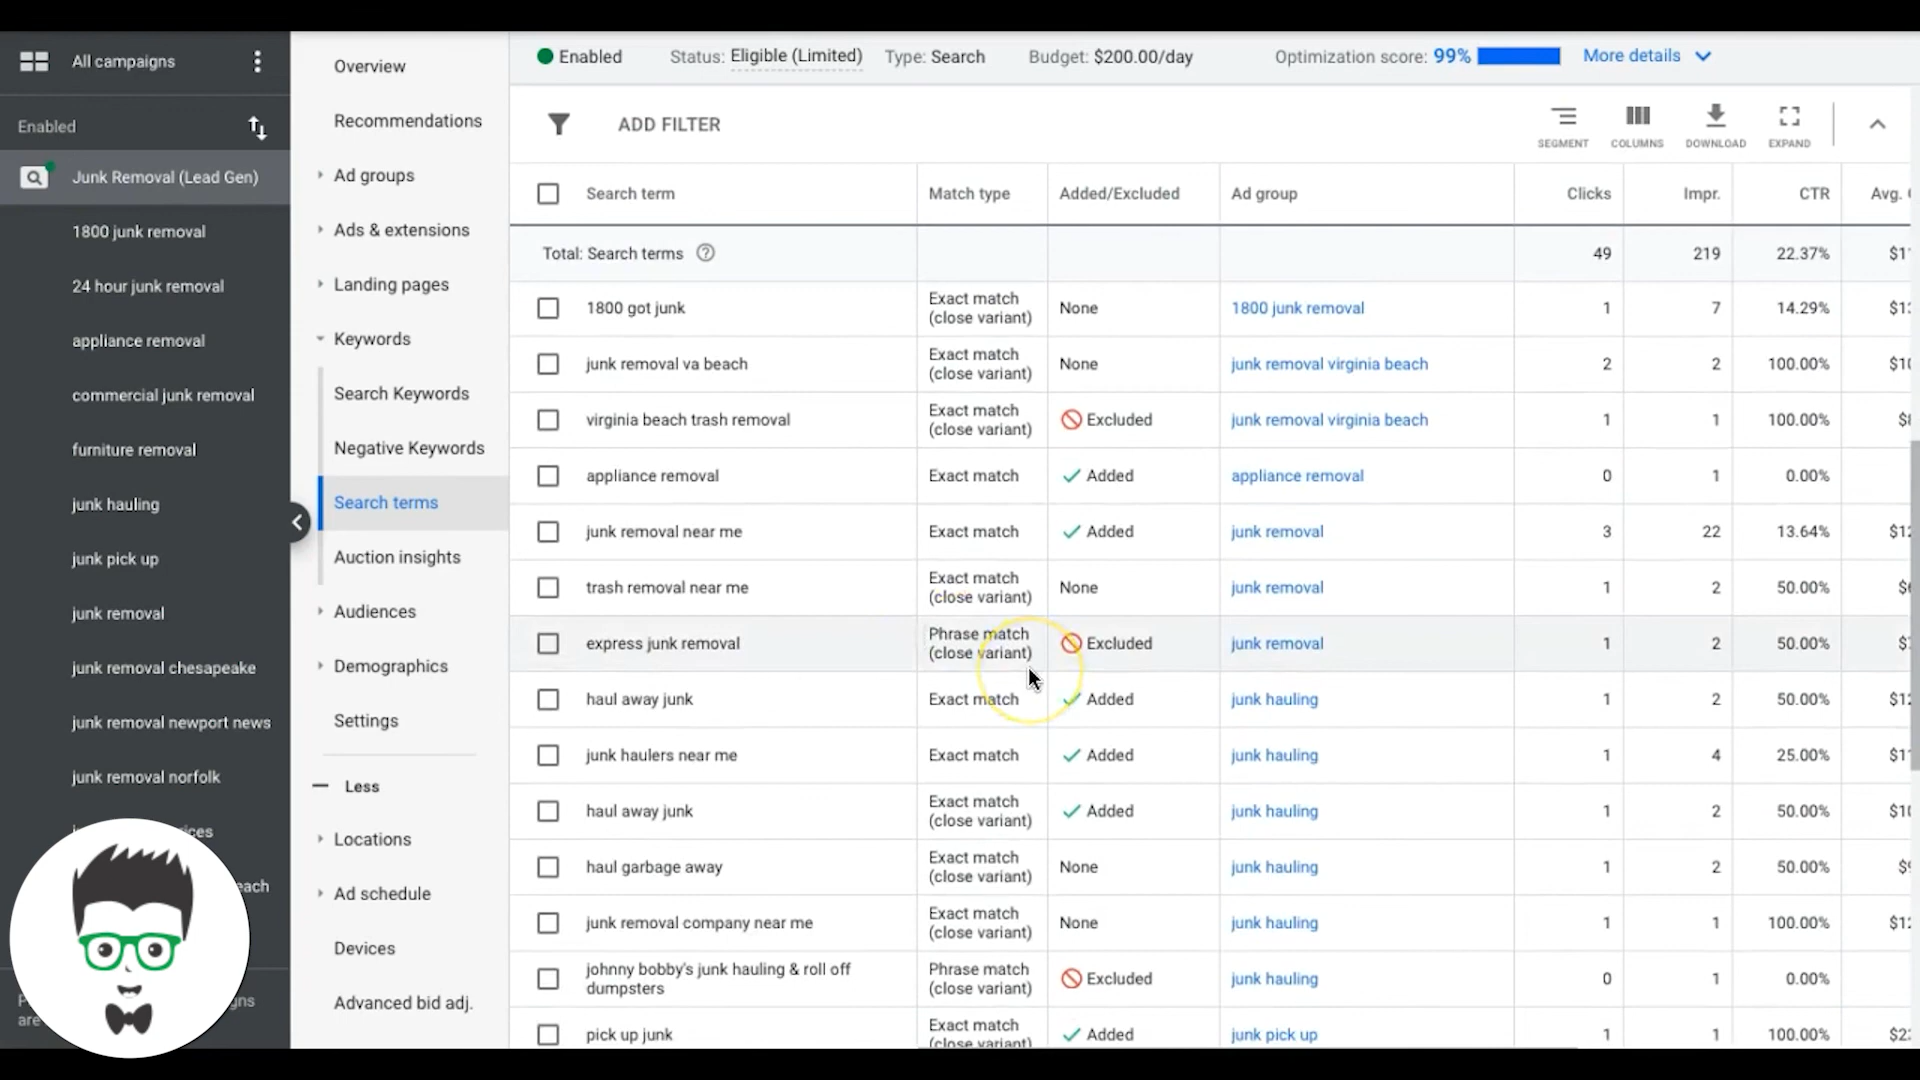 All campaigns
Enabled
Junk Removal (Lead Gen)
1800 junk removal
24 hour junk removal
appliance removal
commercial junk removal
furniture removal
junk hauling
junk pick up
junk removal
junk removal chesapeake
junk removal newport news
junk removal norfolk
Overview
Recommendations
Ad groups
Ads & extensions
Landing pages
Keywords
Search Keywords
Negative Keywords
Search terms
Auction insights
Audiences
Demographics
Settings
Less
Locations
Ad schedule
Devices
Advanced bid adj.
Enabled Status: Eligible (Limited) Type: Search Budget: $200.00/day Optimization score: 99% More details
ADD FILTER
SEGMENT COLUMNS DOWNLOAD EXPAND
Search term Match type Added/Excluded Ad group Clicks Impr. CTR Avg.
Total: Search terms 49 219 22.37%
1800 got junk Exact match (close variant) None 1800 junk removal 1 7 14.29%
junk removal va beach Exact match (close variant) None junk removal virginia beach 2 2 100.00%
virginia beach trash removal Exact match (close variant) Excluded junk removal virginia beach 1 1 100.00%
appliance removal Exact match Added appliance removal 0 1 0.00%
junk removal near me Exact match Added junk removal 3 22 13.64%
trash removal near me Exact match (close variant) None junk removal 1 2 50.00%
express junk removal Phrase match (close variant) Excluded junk removal 1 2 50.00%
haul away junk Exact match Added junk hauling 1 2 50.00%
junk haulers near me Exact match Added junk hauling 1 4 25.00%
haul away junk Exact match (close variant) Added junk hauling 1 2 50.00%
haul garbage away Exact match (close variant) None junk hauling 1 2 50.00%
junk removal company near me Exact match (close variant) None junk hauling 1 1 100.00%
johnny bobby's junk hauling & roll off dumpsters Phrase match (close variant) Excluded junk hauling 0 1 0.00%
pick up junk Exact match (close variant) Added junk pick up 1 1 100.00%